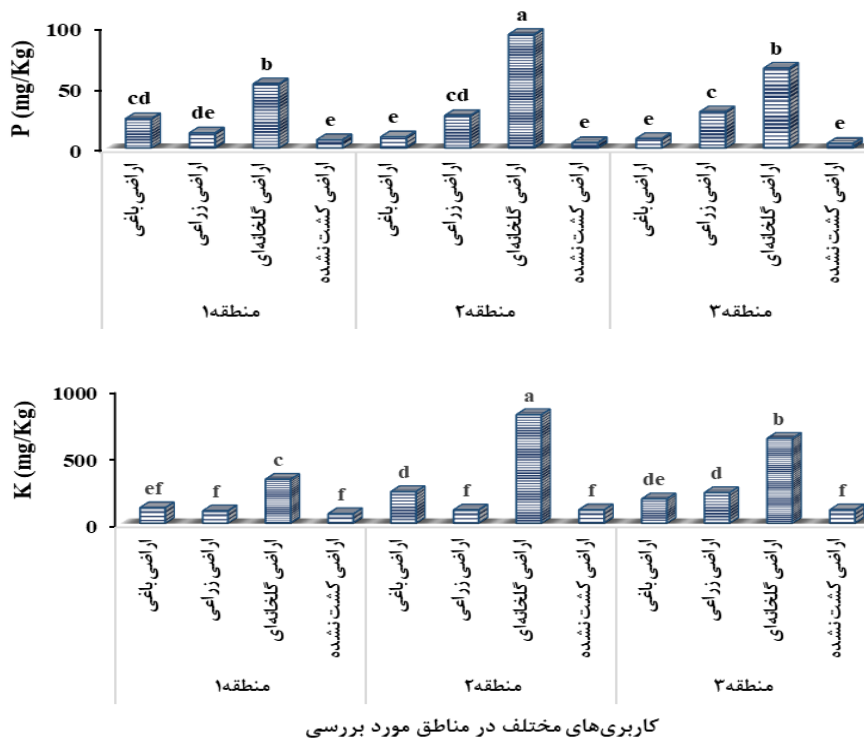 P (mg/Kg)
100
50
0
cd
de
b
e
e
cd
a
e
e
c
b
e
اراضی باغی
اراضی زراعی
اراضی گلخانه‌ای
اراضی کشت نشده
اراضی باغی
اراضی زراعی
اراضی گلخانه‌ای
اراضی کشت نشده
اراضی باغی
اراضی زراعی
اراضی گلخانه‌ای
اراضی کشت نشده
منطقه۱
منطقه۲
منطقه۳
K (mg/Kg)
1000
500
0
ef
f
c
f
d
f
a
f
de
d
b
f
اراضی باغی
اراضی زراعی
اراضی گلخانه‌ای
اراضی کشت نشده
اراضی باغی
اراضی زراعی
اراضی گلخانه‌ای
اراضی کشت نشده
اراضی باغی
اراضی زراعی
اراضی گلخانه‌ای
اراضی کشت نشده
منطقه۱
منطقه۲
منطقه۳
کاربری‌های مختلف در مناطق مورد بررسی